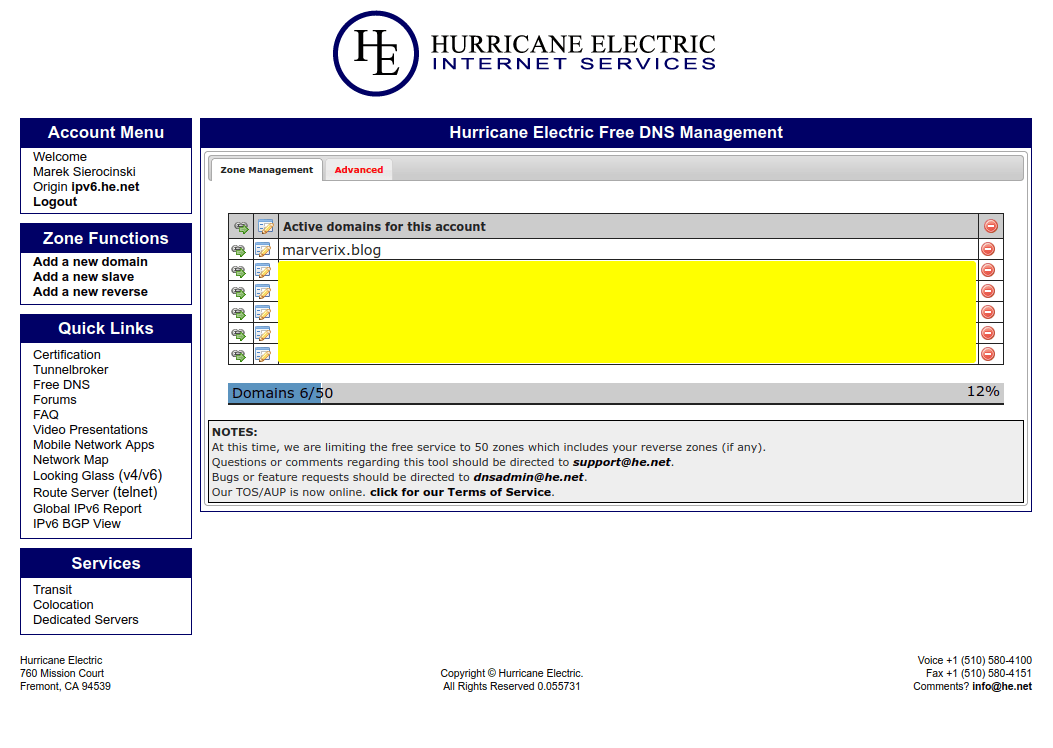 HE
HURRICANE ELECTRIC
INTERNET SERVICES
Account Menu
Welcome
Marek Sierocinski
Origin ipv6.he.net
Logout
Zone Functions
Add a new domain
Add a new slave
Add a new reverse
Quick Links
Certification
Tunnelbroker
Free DNS
Forums
FAQ
Video Presentations
Mobile Network Apps
Network Map
Looking Glass (v4/v6)
Route Server (telnet)
Global IPv6 Report
IPv6 BGP View
Services
Transit
Colocation
Dedicated Servers
Hurricane Electric Free DNS Management
Zone Management Advanced
Active domains for this account
marverix.blog
Domains 6/50 12%
NOTES:
At this time, we are limiting the free service to 50 zones which includes your reverse zones (if any).
Questions or comments regarding this tool should be directed to support@he.net.
Bugs or feature requests should be directed to dnsadmin@he.net.
Our TOS/AUP is now online. click for our Terms of Service.
Hurricane Electric
760 Mission Court
Fremont, CA 94539
Copyright © Hurricane Electric.
All Rights Reserved 0.055731
Voice +1 (510) 580-4100
Fax +1 (510) 580-4151
Comments? info@he.net